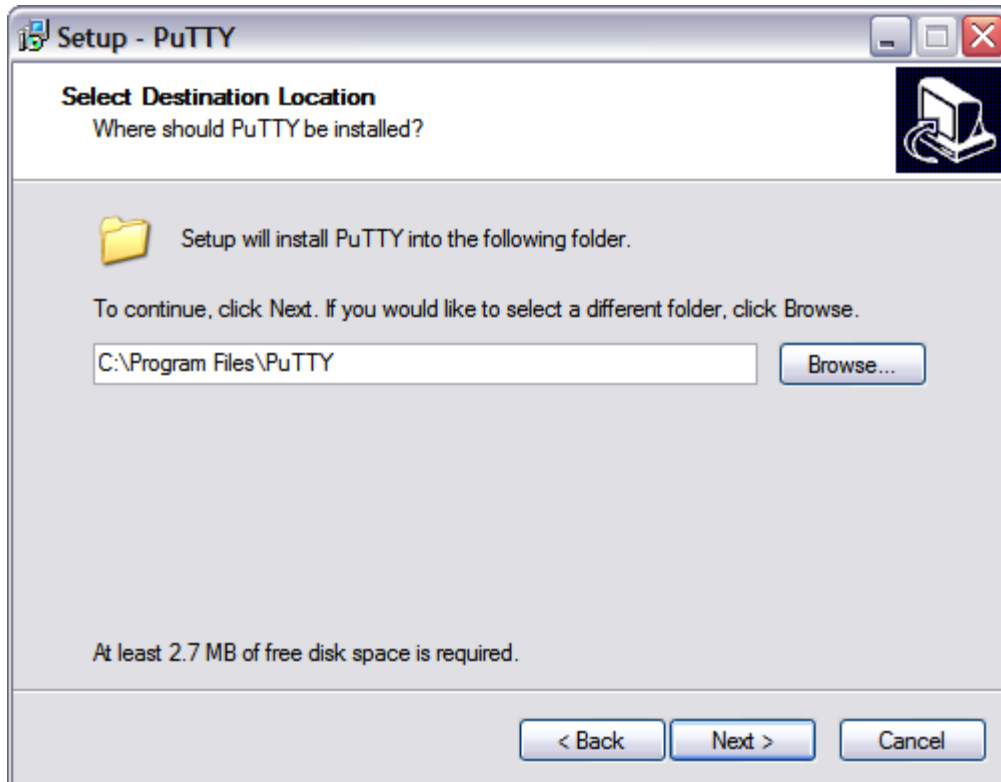 Setup - PuTTY
Select Destination Location
Where should PuTTY be installed?
Setup will install PuTTY into the following folder.
To continue, click Next. If you would like to select a different folder, click Browse.
C:\Program Files\PuTTY
Browse...
At least 2.7 MB of free disk space is required.
< Back
Next >
Cancel